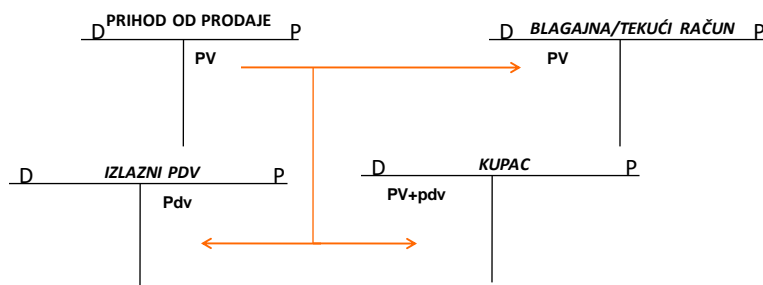 PRIHOD OD PRODAJE
D P
PV
BLAGAJNA/TEKUĆI RAČUN
D P
PV
IZLAZNI PDV
D P
Pdv
KUPAC
D P
PV+pdv